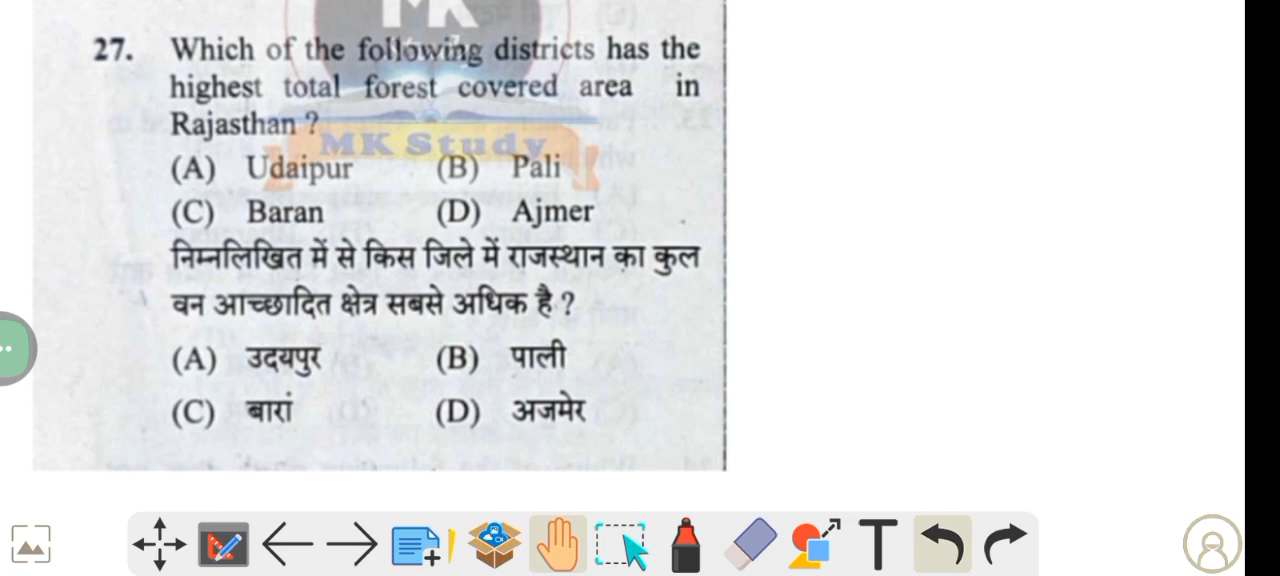 MK
27. Which of the following districts has the
highest total forest covered area in
Rajasthan ?
MK Study
(A) Udaipur (B) Pali
(C) Baran (D) Ajmer
निम्नलिखित में से किस जिले में राजस्थान का कुल
वन आच्छादित क्षेत्र सबसे अधिक है ?
(A) उदयपुर (B) पाली
(C) बारां (D) अजमेर
T